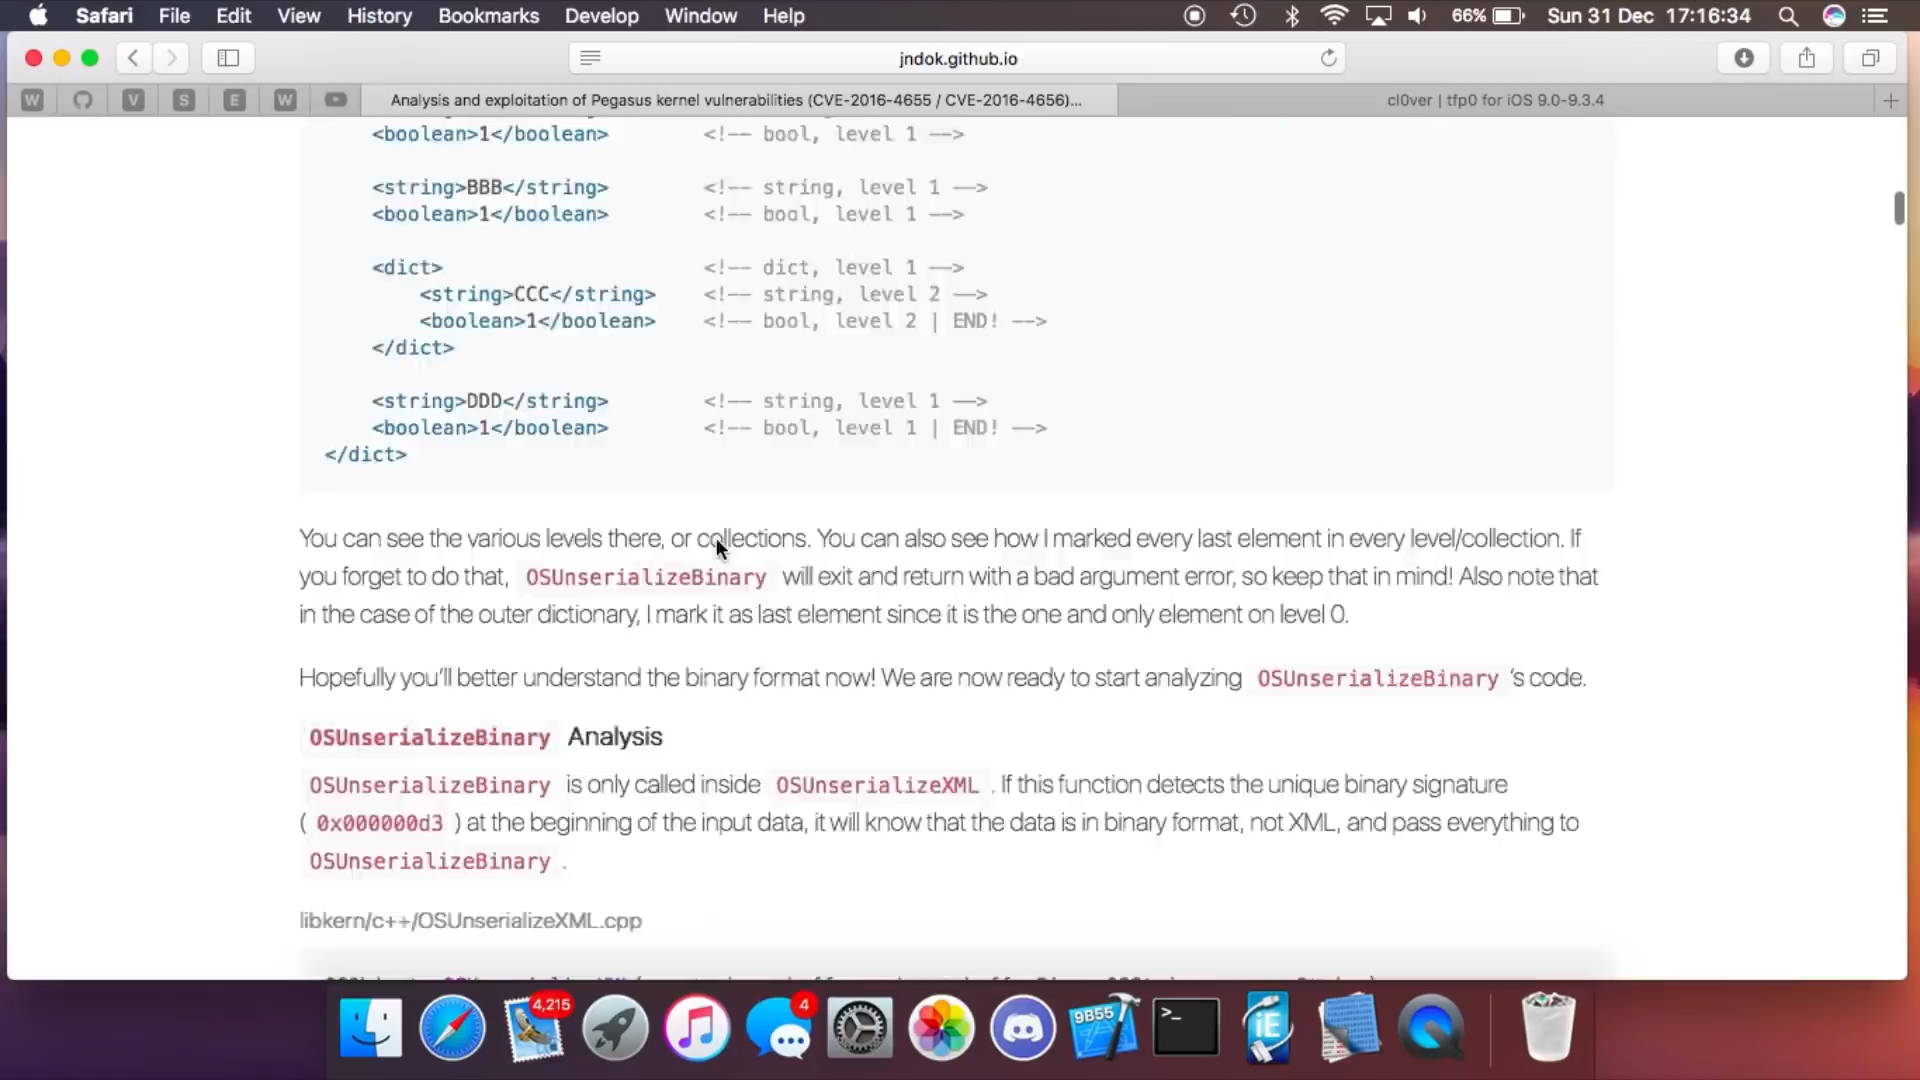 Safari File Edit View History Bookmarks Develop Window Help 66% Sun 31 Dec 17:16:34
jndok.github.io
W V S E W Analysis and exploitation of Pegasus kernel vulnerabilities (CVE-2016-4655 / CVE-2016-4656)... cl0ver | tfp0 for iOS 9.0-9.3.4
<boolean>1</boolean> <!-- bool, level 1 -->
<string>BBB</string> <!-- string, level 1 -->
<boolean>1</boolean> <!-- bool, level 1 -->
<dict> <!-- dict, level 1 -->
<string>CCC</string> <!-- string, level 2 -->
<boolean>1</boolean> <!-- bool, level 2 | END! -->
</dict>
<string>DDD</string> <!-- string, level 1 -->
<boolean>1</boolean> <!-- bool, level 1 | END! -->
</dict>
You can see the various levels there, or collections. You can also see how I marked every last element in every level/collection. If
you forget to do that, OSUnserializeBinary will exit and return with a bad argument error, so keep that in mind! Also note that
in the case of the outer dictionary, I mark it as last element since it is the one and only element on level 0.
Hopefully you'll better understand the binary format now! We are now ready to start analyzing OSUnserializeBinary 's code.
OSUnserializeBinary Analysis
OSUnserializeBinary is only called inside OSUnserializeXML . If this function detects the unique binary signature
( 0x000000d3 ) at the beginning of the input data, it will know that the data is in binary format, not XML, and pass everything to
OSUnserializeBinary .
libkern/c++/OSUnserializeXML.cpp
4,215 4 9B55 >_ iE